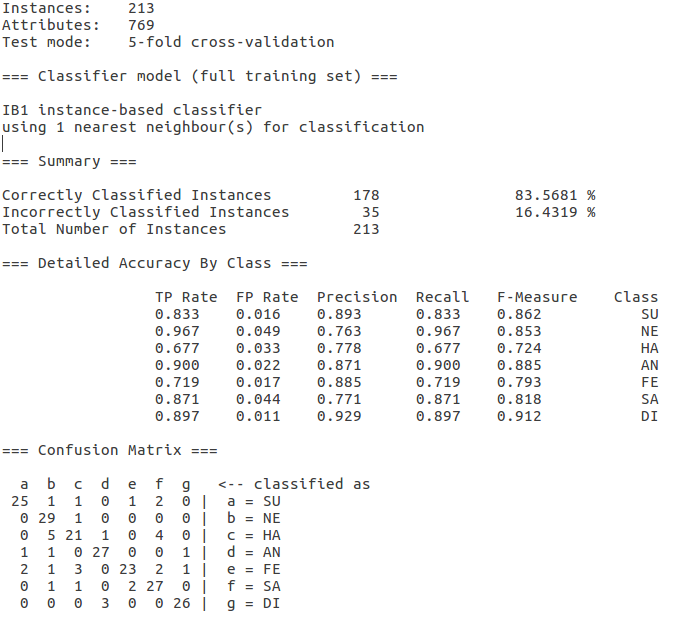 Instances:    213
Attributes:   769
Test mode:    5-fold cross-validation
=== Classifier model (full training set) ===
IB1 instance-based classifier
using 1 nearest neighbour(s) for classification
=== Summary ===
Correctly Classified Instances         178               83.5681 %
Incorrectly Classified Instances        35               16.4319 %
Total Number of Instances              213
=== Detailed Accuracy By Class ===
                 TP Rate  FP Rate  Precision  Recall   F-Measure    Class
                 0.833    0.016    0.893      0.833    0.862           SU
                 0.967    0.049    0.763      0.967    0.853           NE
                 0.677    0.033    0.778      0.677    0.724           HA
                 0.900    0.022    0.871      0.900    0.885           AN
                 0.719    0.017    0.885      0.719    0.793           FE
                 0.871    0.044    0.771      0.871    0.818           SA
                 0.897    0.011    0.929      0.897    0.912           DI
=== Confusion Matrix ===
  a  b  c  d  e  f  g   <-- classified as
 25  1  1  0  1  2  0 |  a = SU
  0 29  1  0  0  0  0 |  b = NE
  0  5 21  1  0  4  0 |  c = HA
  1  1  0 27  0  0  1 |  d = AN
  2  1  3  0 23  2  1 |  e = FE
  0  1  1  0  2 27  0 |  f = SA
  0  0  0  3  0  0 26 |  g = DI